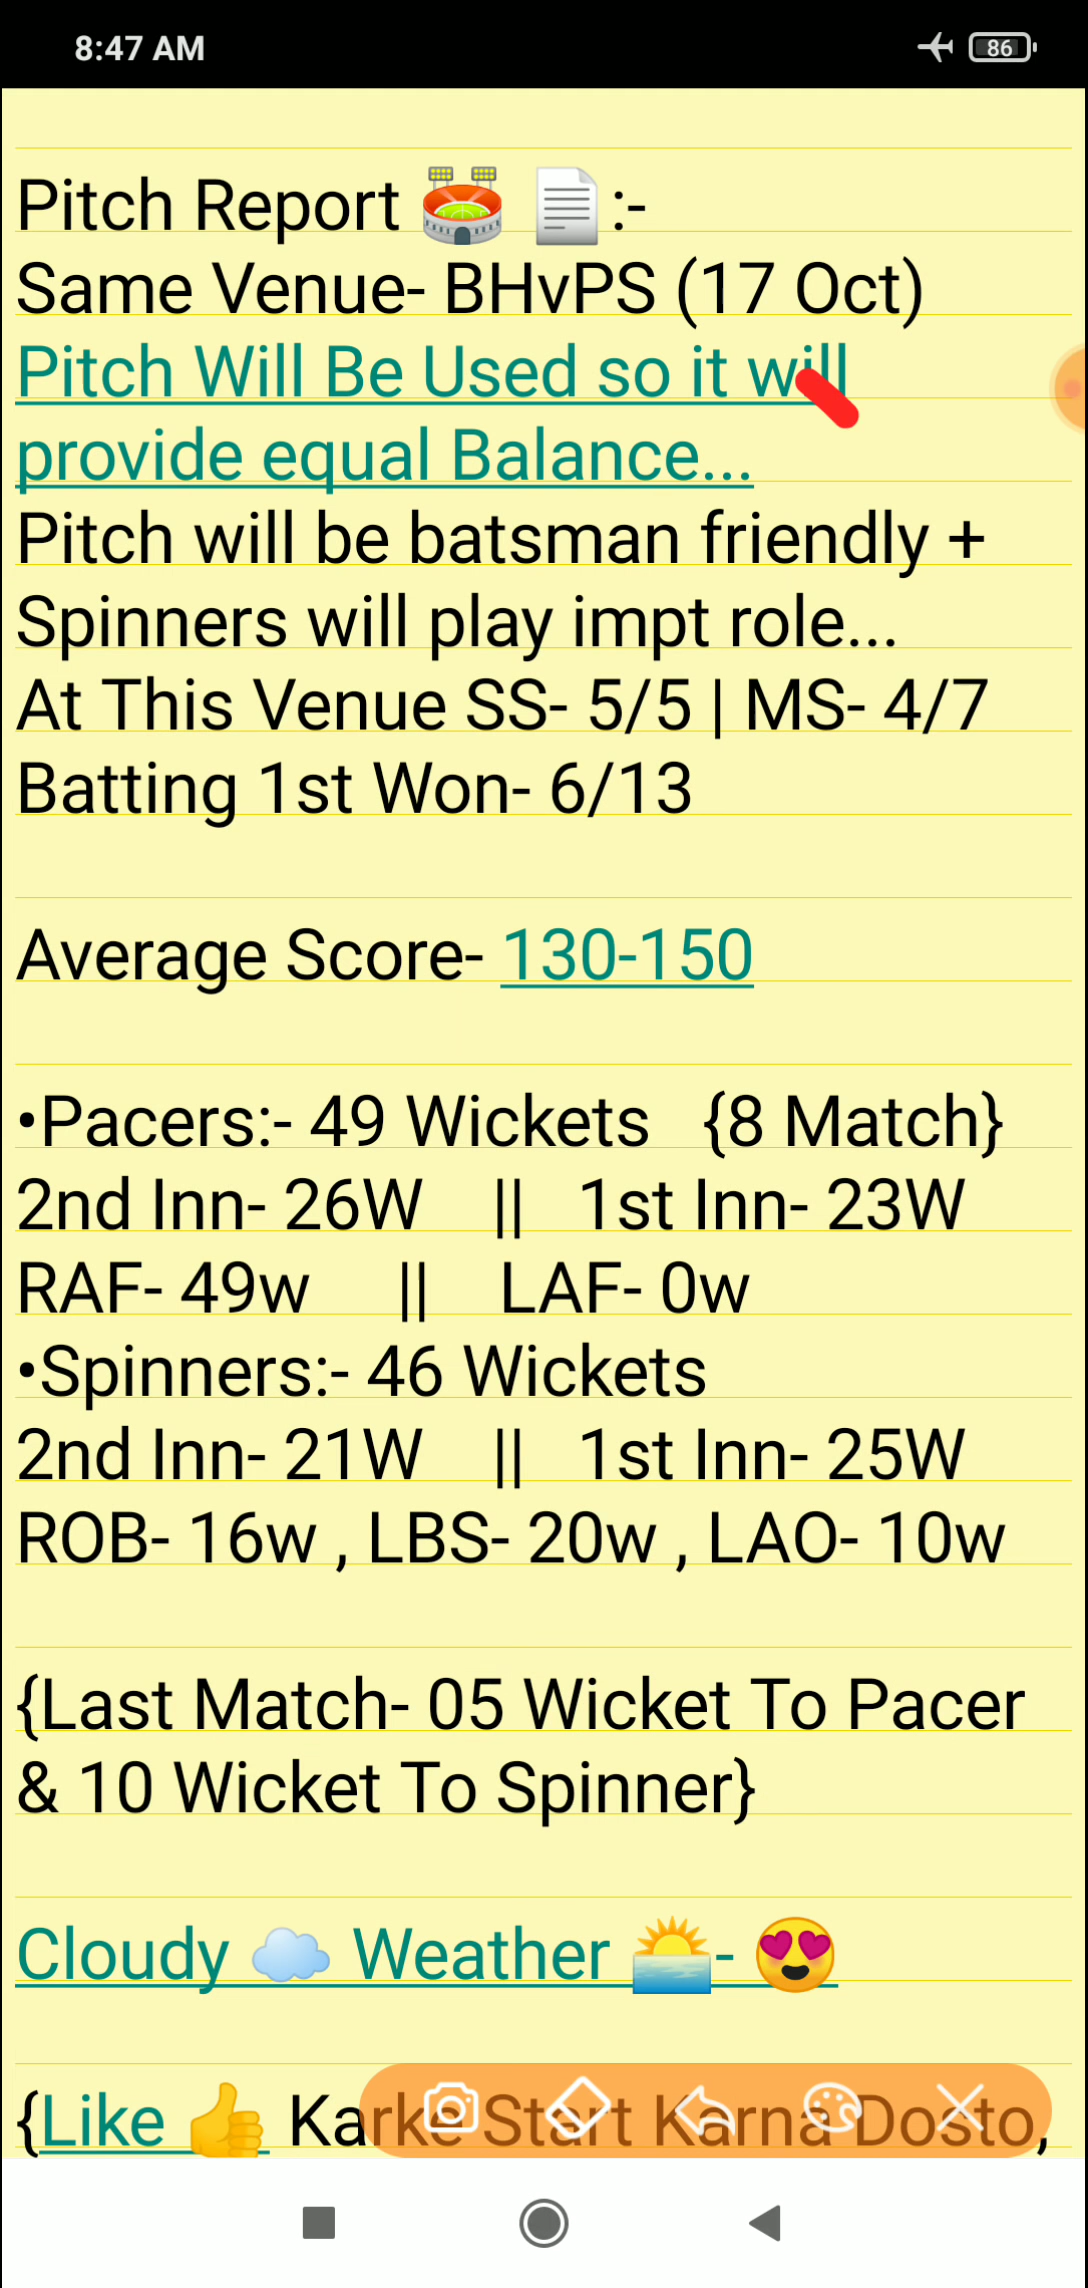 8:47 AM
86
Pitch Report 🏟️ 📄:-
Same Venue- BHvPS (17 Oct)
Pitch Will Be Used so it will
provide equal Balance...
Pitch will be batsman friendly +
Spinners will play impt role...
At This Venue SS- 5/5 | MS- 4/7
Batting 1st Won- 6/13
Average Score- 130-150
•Pacers:- 49 Wickets {8 Match}
2nd Inn- 26W || 1st Inn- 23W
RAF- 49w || LAF- 0w
•Spinners:- 46 Wickets
2nd Inn- 21W || 1st Inn- 25W
ROB- 16w , LBS- 20w , LAO- 10w
{Last Match- 05 Wicket To Pacer
& 10 Wicket To Spinner}
Cloudy ☁️ Weather 🌅- 😍
{Like 👍 Karke Start Karna Dosto,